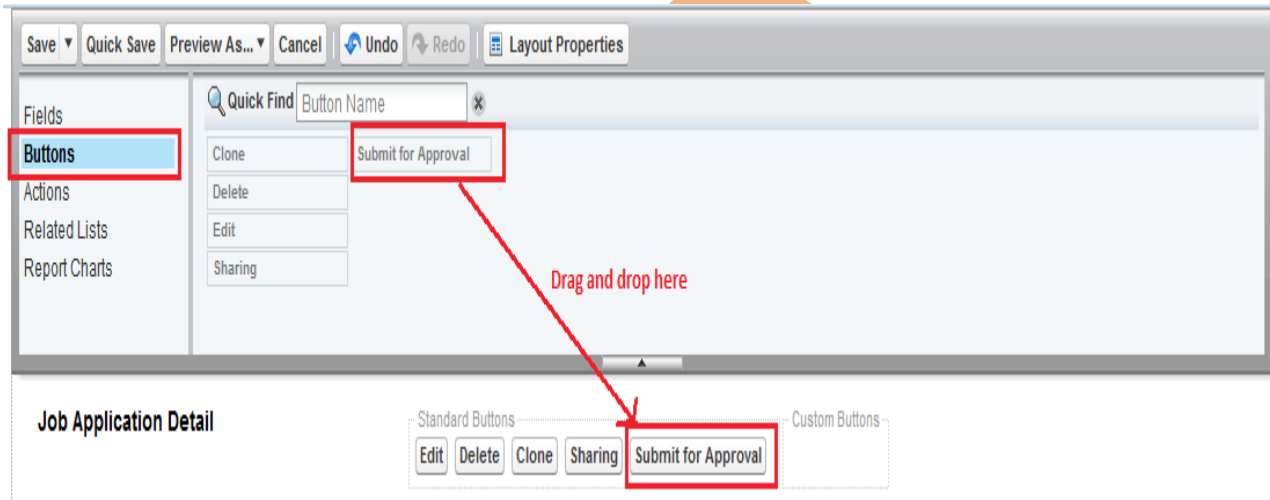 Save Quick Save Preview As... Cancel Undo Redo Layout Properties
Quick Find Button Name
Fields
Buttons
Actions
Related Lists
Report Charts
Clone Submit for Approval
Delete
Edit
Sharing
Drag and drop here
Job Application Detail
Standard Buttons Custom Buttons
Edit Delete Clone Sharing Submit for Approval